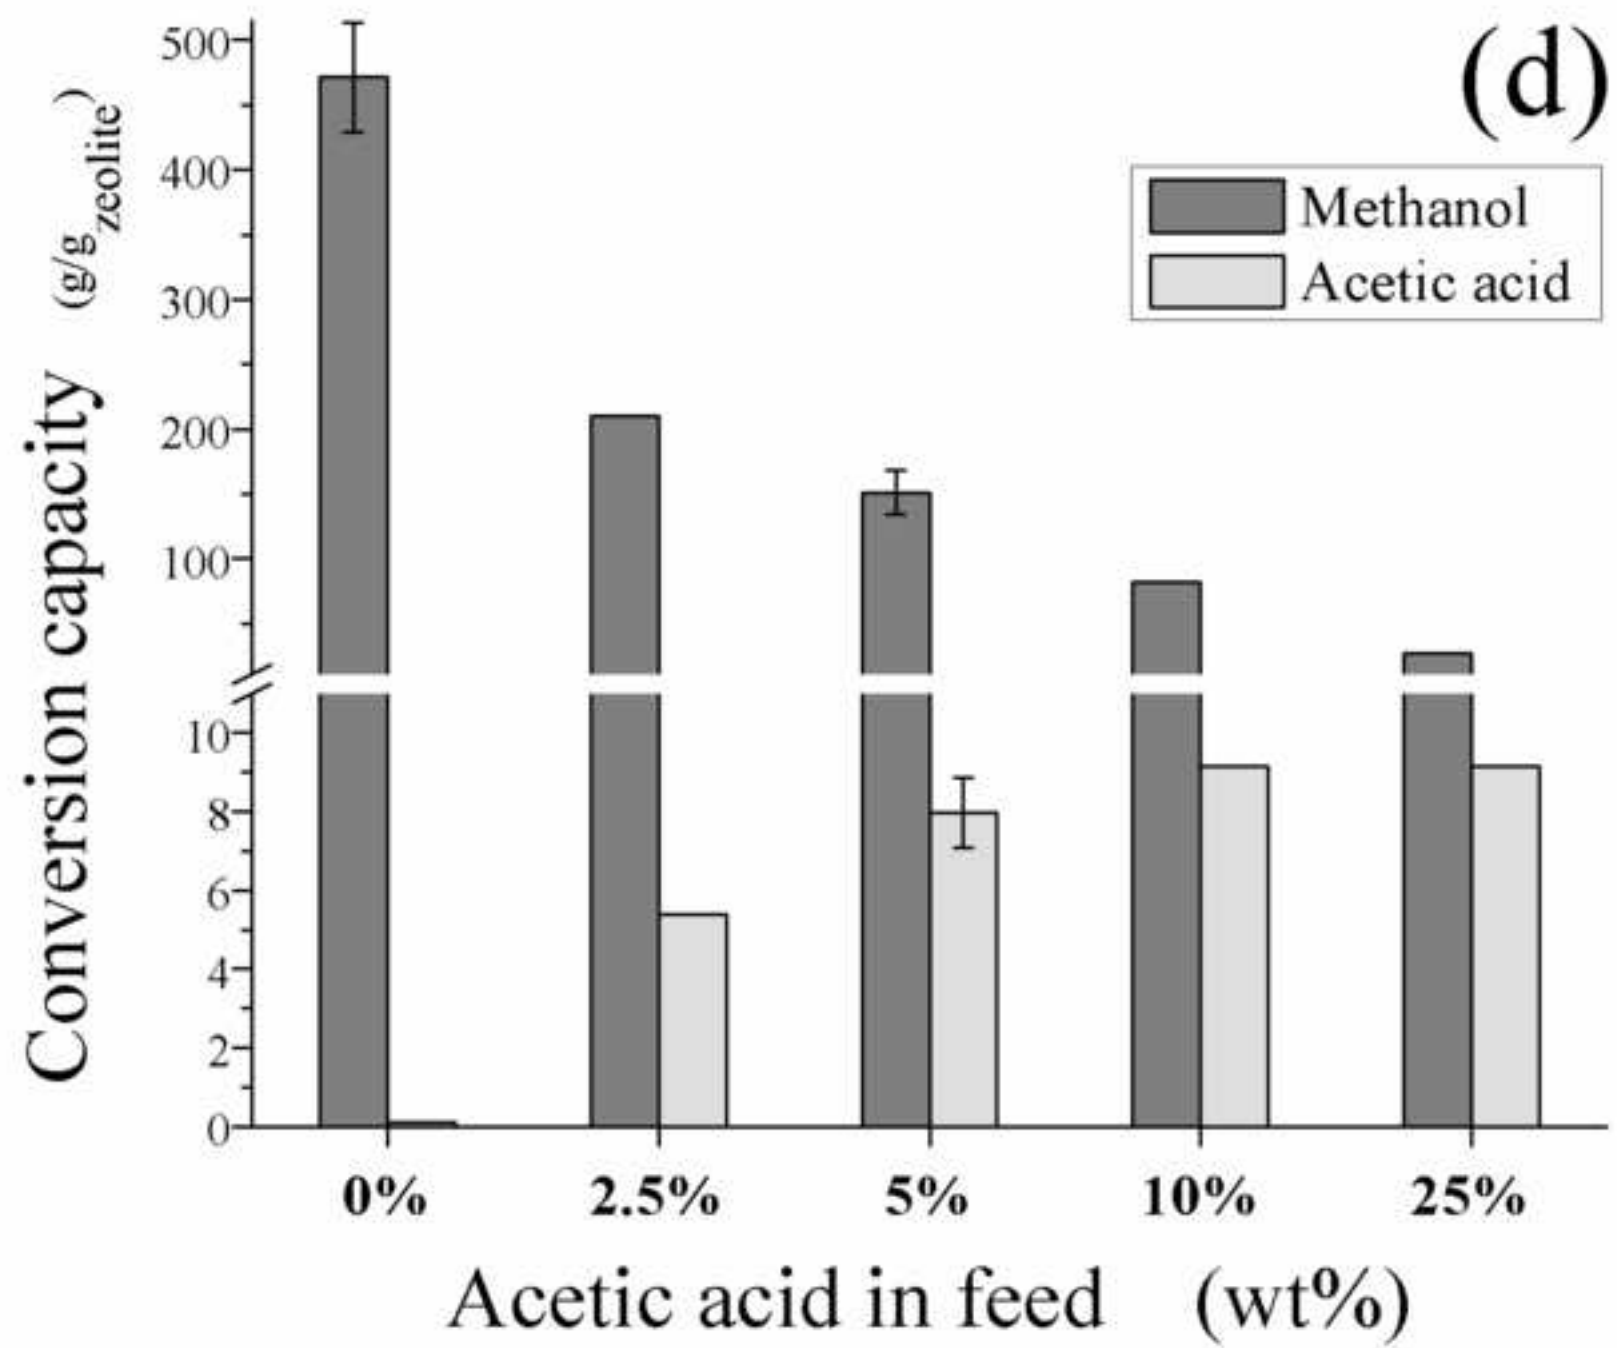 (d)
Methanol
Acetic acid
Conversion capacity (g/gzeolite)
500
400
300
200
100
10
8
6
4
2
0
0% 2.5% 5% 10% 25%
Acetic acid in feed (wt%)